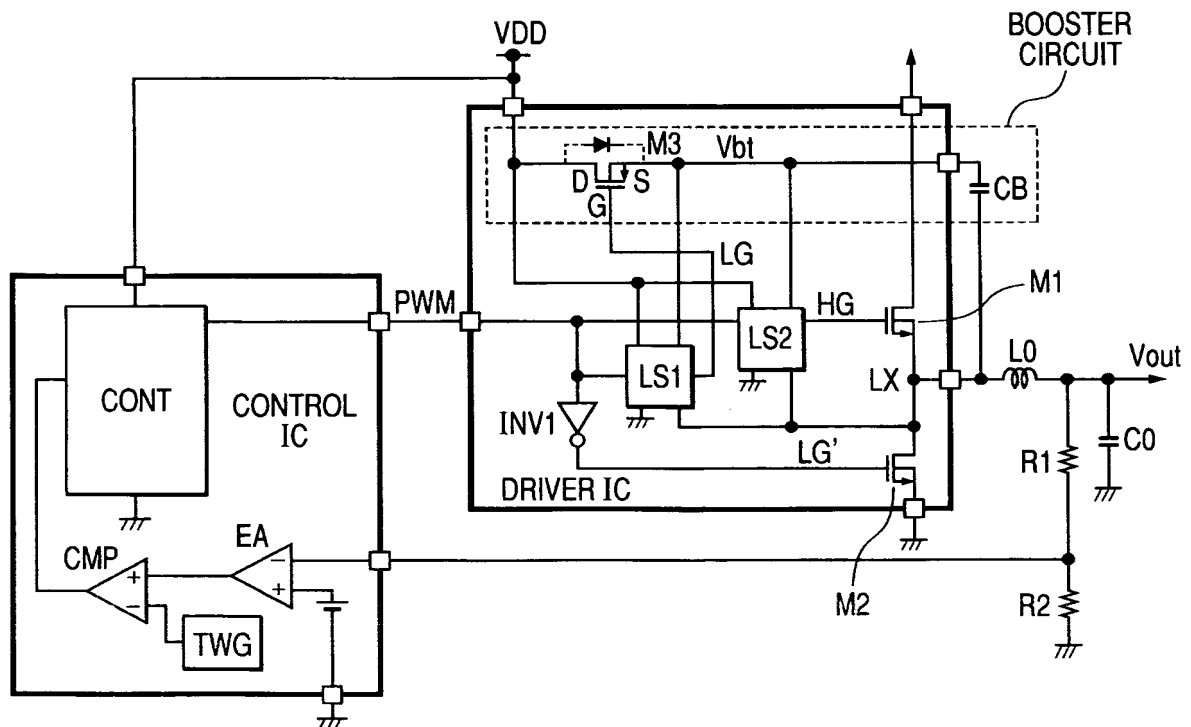 BOOSTER
CIRCUIT
VDD
M3
Vbt
D
S
G
CB
LG
M1
PWM
HG
LS2
LS1
LX
L0
Vout
CONT
CONTROL
IC
INV1
LG'
R1
C0
DRIVER IC
EA
CMP
M2
R2
-
+
+
-
TWG